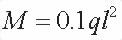 M = 0.1ql²